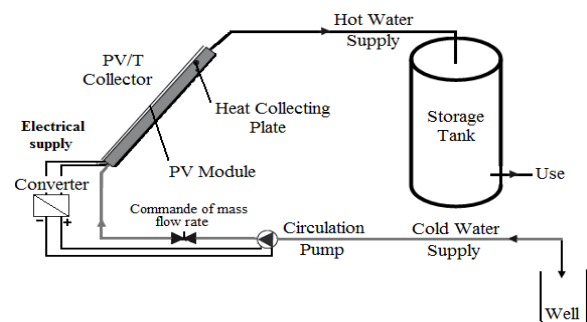 Hot Water
Supply
PV/T
Collector
Heat Collecting
Plate
Storage
Tank
Electrical
supply
PV Module
Use
Converter
−
+
Commande of mass
flow rate
Circulation
Pump
Cold Water
Supply
Well